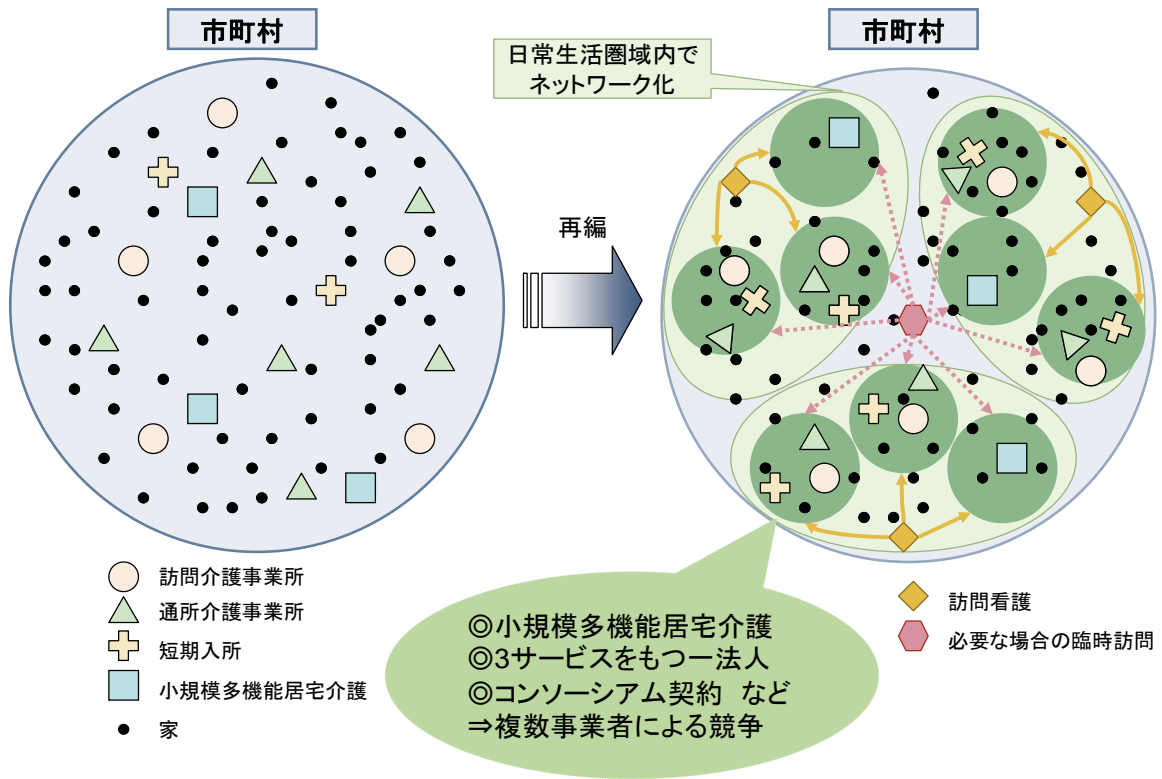 市町村
市町村
日常生活圏域内で
ネットワーク化
再編
訪問介護事業所
通所介護事業所
短期入所
小規模多機能居宅介護
家
◎小規模多機能居宅介護
◎3サービスをもつ一法人
◎コンソーシアム契約 など
⇒複数事業者による競争
訪問看護
必要な場合の臨時訪問